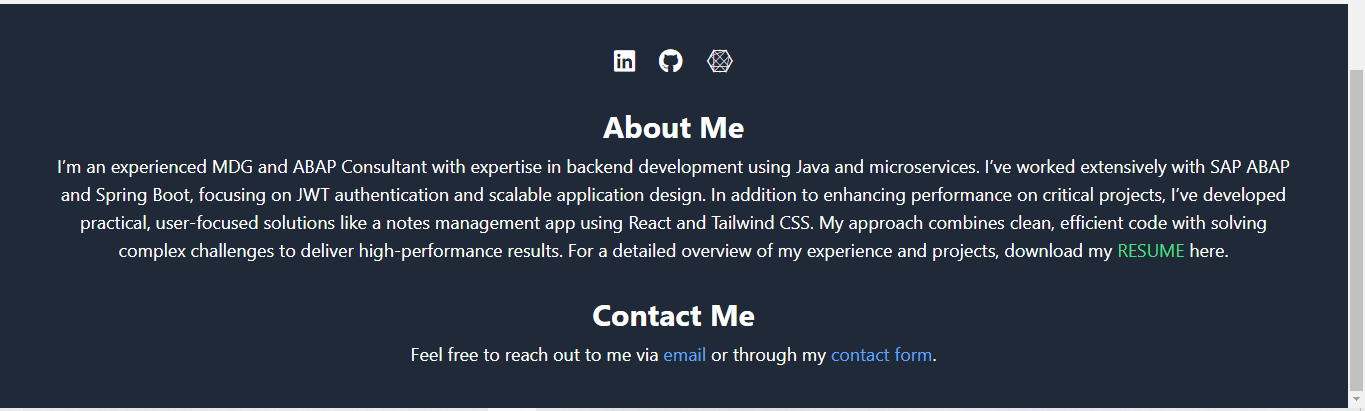 in
About Me
I’m an experienced MDG and ABAP Consultant with expertise in backend development using Java and microservices. I’ve worked extensively with SAP ABAP
and Spring Boot, focusing on JWT authentication and scalable application design. In addition to enhancing performance on critical projects, I’ve developed
practical, user-focused solutions like a notes management app using React and Tailwind CSS. My approach combines clean, efficient code with solving
complex challenges to deliver high-performance results. For a detailed overview of my experience and projects, download my RESUME here.
Contact Me
Feel free to reach out to me via email or through my contact form.